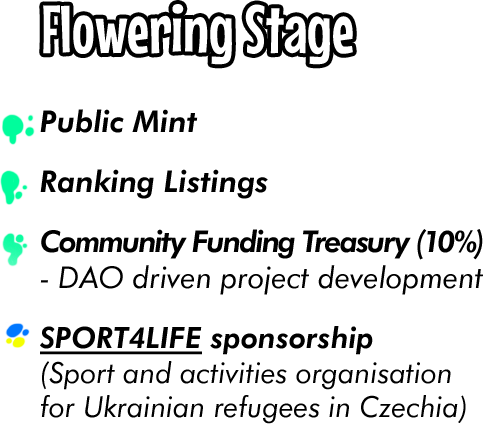 Flowering Stage
Public Mint
Ranking Listings
Community Funding Treasury (10%)
- DAO driven project development
SPORT4LIFE sponsorship
(Sport and activities organisation
for Ukrainian refugees in Czechia)